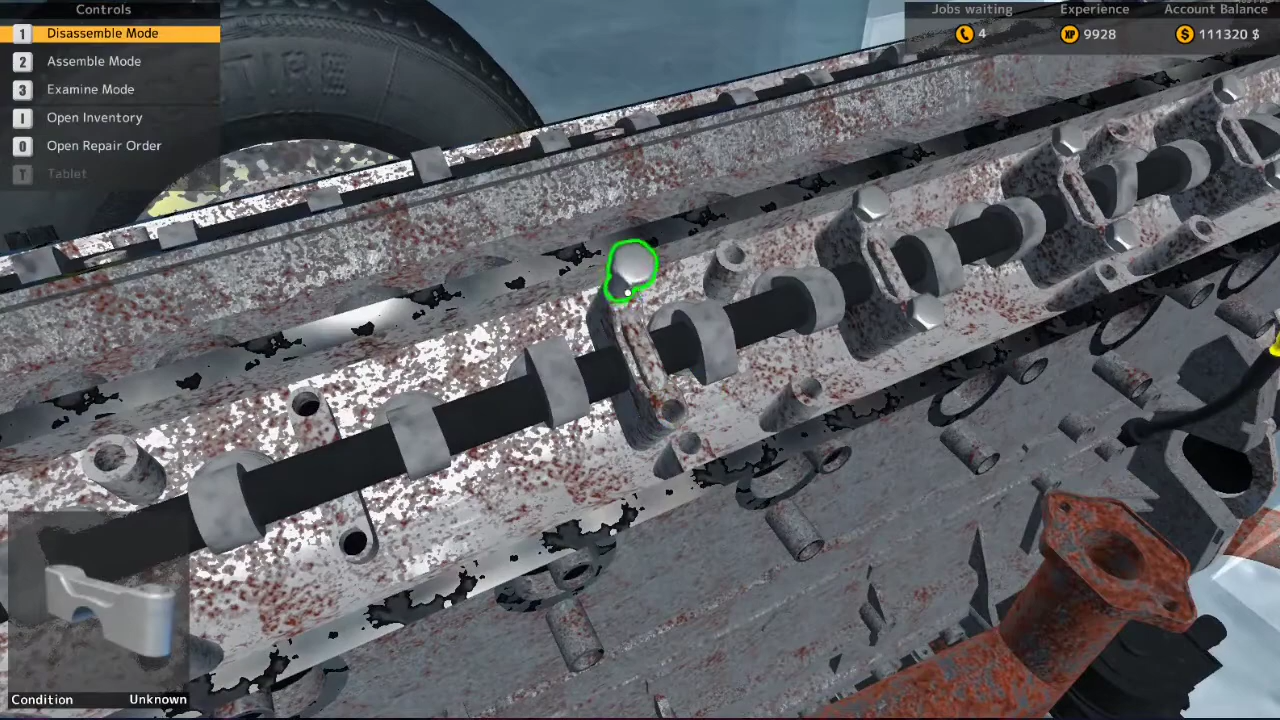 Controls
1 Disassemble Mode
2 Assemble Mode
3 Examine Mode
I Open Inventory
O Open Repair Order
T Tablet
Jobs waiting Experience Account Balance
4 XP 9928 $ 111320 $
TIRE
Condition Unknown